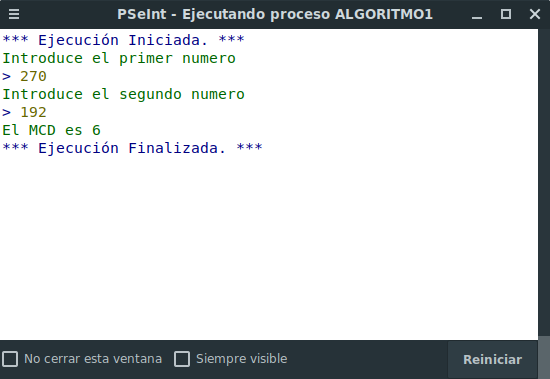 PSeInt - Ejecutando proceso ALGORITMO1
*** Ejecución Iniciada. ***
Introduce el primer numero
> 270
Introduce el segundo numero
> 192
El MCD es 6
*** Ejecución Finalizada. ***
No cerrar esta ventana
Siempre visible
Reiniciar